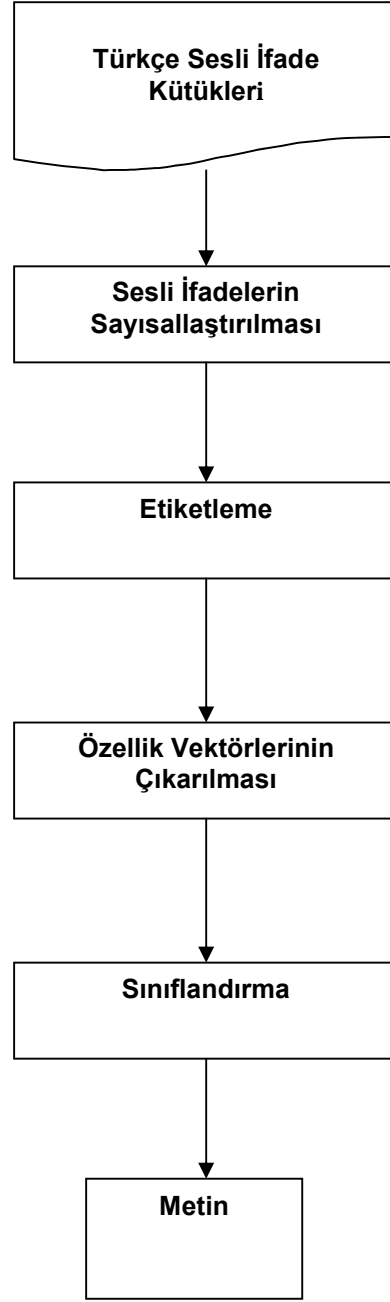 Türkçe Sesli İfade
Kütükleri
Sesli İfadelerin
Sayısallaştırılması
Etiketleme
Özellik Vektörlerinin
Çıkarılması
Sınıflandırma
Metin